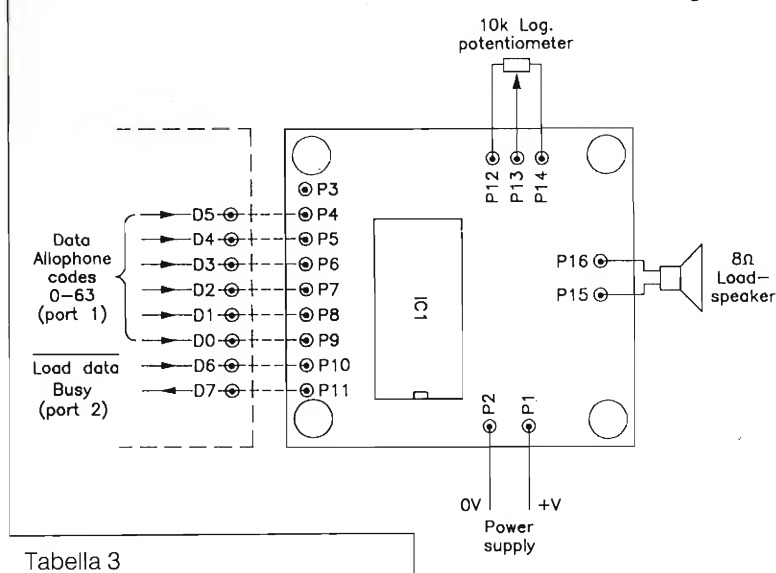 10k Log.
potentiometer
P12
P13
P14
P3
D5 P4
D4 P5
D3 P6
D2 P7
D1 P8
D0 P9
D6 P10
D7 P11
Data
Allophone
codes
0-63
(port 1)
Load data
Busy
(port 2)
IC1
P16
P15
8Ω
Load-
speaker
P2
P1
0V
+V
Power
supply
Tabella 3